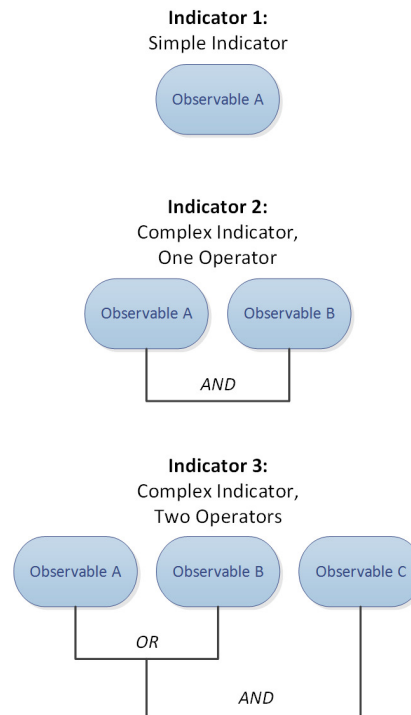 Indicator 1:
Simple Indicator
Observable A
Indicator 2:
Complex Indicator,
One Operator
Observable A
Observable B
AND
Indicator 3:
Complex Indicator,
Two Operators
Observable A
Observable B
Observable C
OR
AND